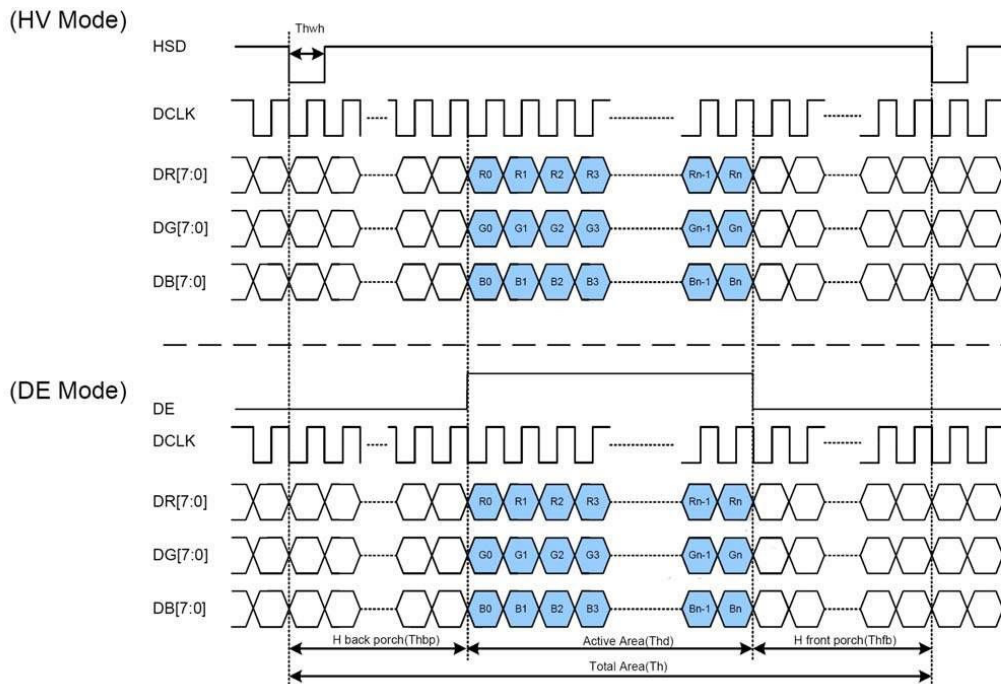 (HV Mode)
Thwh
HSD
DCLK
DR[7:0] R0 R1 R2 R3 Rn-1 Rn
DG[7:0] G0 G1 G2 G3 Gn-1 Gn
DB[7:0] B0 B1 B2 B3 Bn-1 Bn
(DE Mode)
DE
DCLK
DR[7:0] R0 R1 R2 R3 Rn-1 Rn
DG[7:0] G0 G1 G2 G3 Gn-1 Gn
DB[7:0] B0 B1 B2 B3 Bn-1 Bn
H back porch(Thbp) Active Area(Thd) H front porch(Thfb)
Total Area(Th)